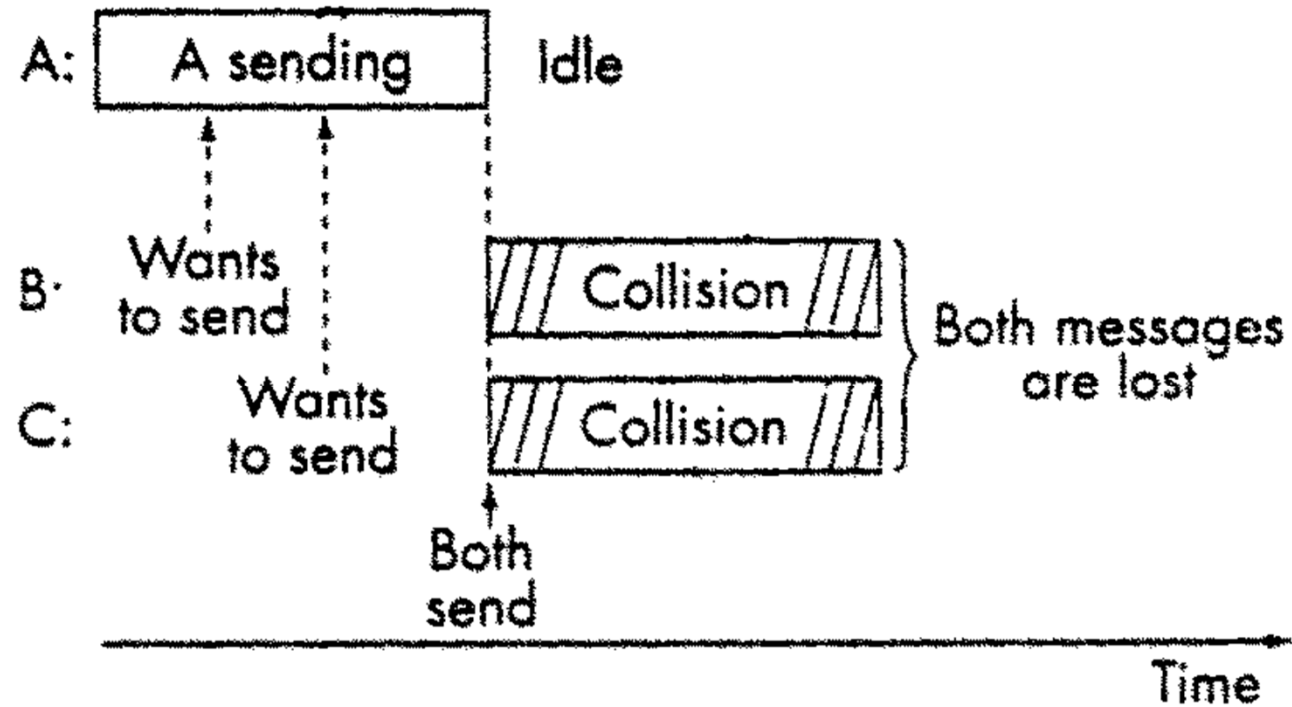 A: A sending Idle
Wants
B: to send
Collision
Both messages
are lost
Wants
C: to send
Collision
Both
send
Time